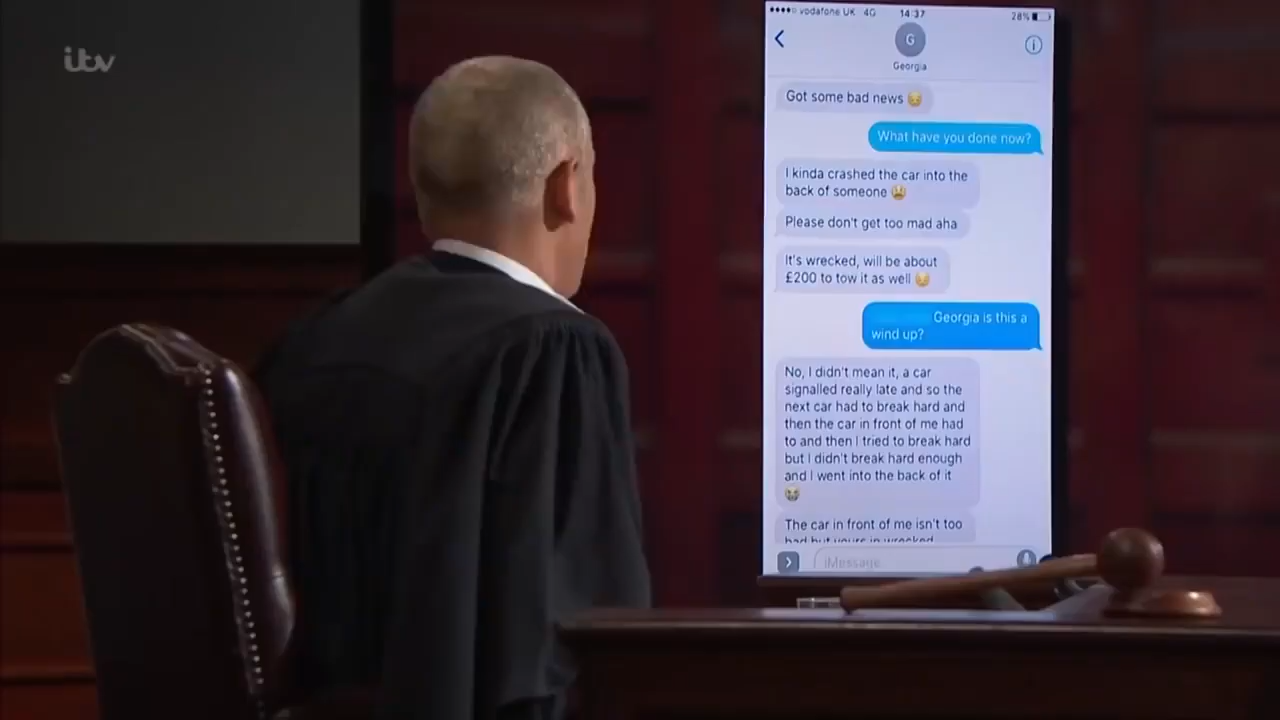 itv
vodafone UK 4G 14:37 28%
G
Georgia
Got some bad news
What have you done now?
I kinda crashed the car into the
back of someone
Please don't get too mad aha
It's wrecked, will be about
£200 to tow it as well
Georgia is this a
wind up?
No, I didn't mean it, a car
signalled really late and so the
next car had to break hard and
then the car in front of me had
to and then I tried to break hard
but I didn't break hard enough
and I went into the back of it
The car in front of me isn't too
bad but yours in wrecked
iMessage